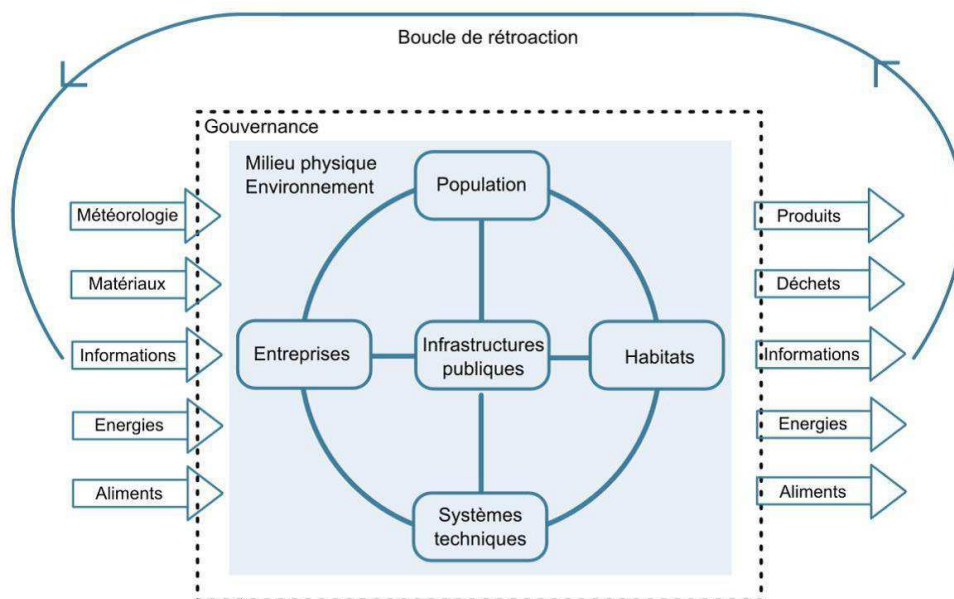 Boucle de rétroaction
Gouvernance
Milieu physique
Environnement
Population
Météorologie
Matériaux
Informations
Energies
Aliments
Entreprises
Infrastructures
publiques
Habitats
Systèmes
techniques
Produits
Déchets
Informations
Energies
Aliments